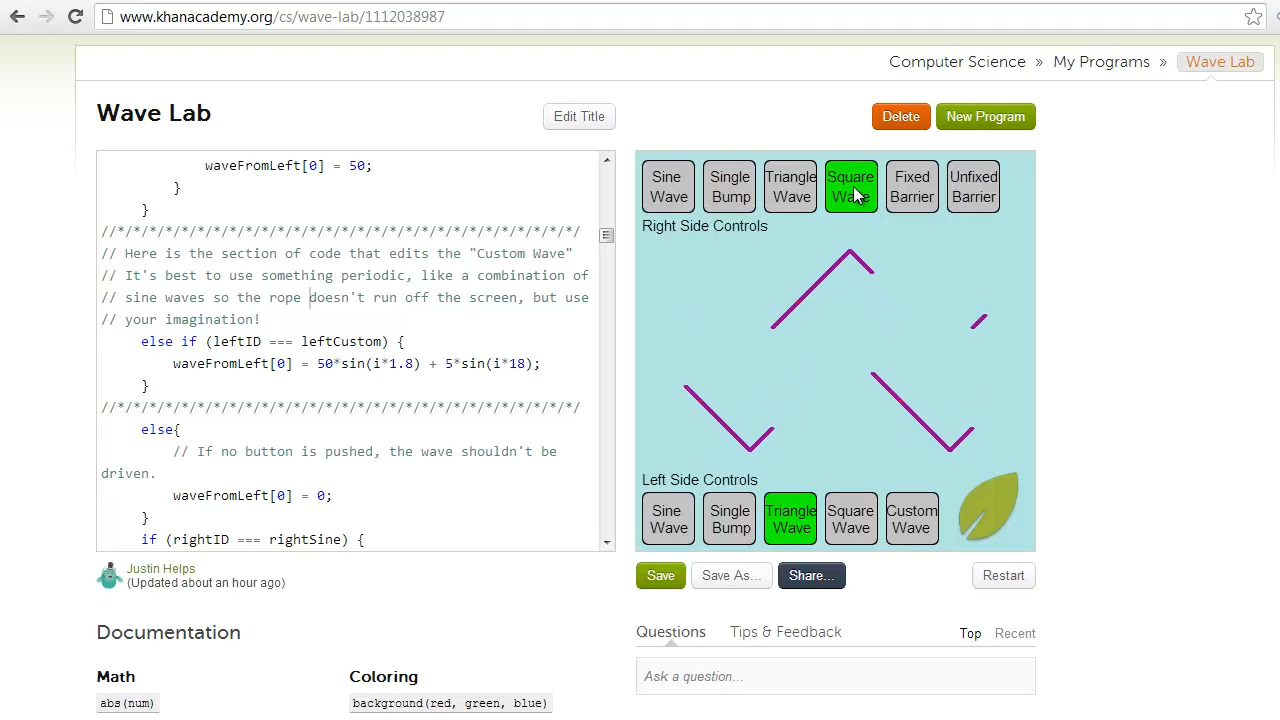 www.khanacademy.org/cs/wave-lab/1112038987
Computer Science » My Programs » Wave Lab
Wave Lab
Edit Title
Delete
New Program
waveFromLeft[0] = 50;
}
}
//*/*/*/*/*/*/*/*/*/*/*/*/*/*/*/*/*/*/*/*/*/*/*/*/*/*/*/*/*/
// Here is the section of code that edits the "Custom Wave"
// It's best to use something periodic, like a combination of
// sine waves so the rope doesn't run off the screen, but use
// your imagination!
else if (leftID === leftCustom) {
waveFromLeft[0] = 50*sin(i*1.8) + 5*sin(i*18);
}
//*/*/*/*/*/*/*/*/*/*/*/*/*/*/*/*/*/*/*/*/*/*/*/*/*/*/*/*/*/
else{
// If no button is pushed, the wave shouldn't be
driven.
waveFromLeft[0] = 0;
}
if (rightID === rightSine) {
Sine Wave
Single Bump
Triangle Wave
Square Wave
Fixed Barrier
Unfixed Barrier
Right Side Controls
Left Side Controls
Sine Wave
Single Bump
Triangle Wave
Square Wave
Custom Wave
Justin Helps
(Updated about an hour ago)
Save
Save As...
Share...
Restart
Documentation
Math
abs(num)
Coloring
background(red, green, blue)
Questions
Tips & Feedback
Top
Recent
Ask a question...